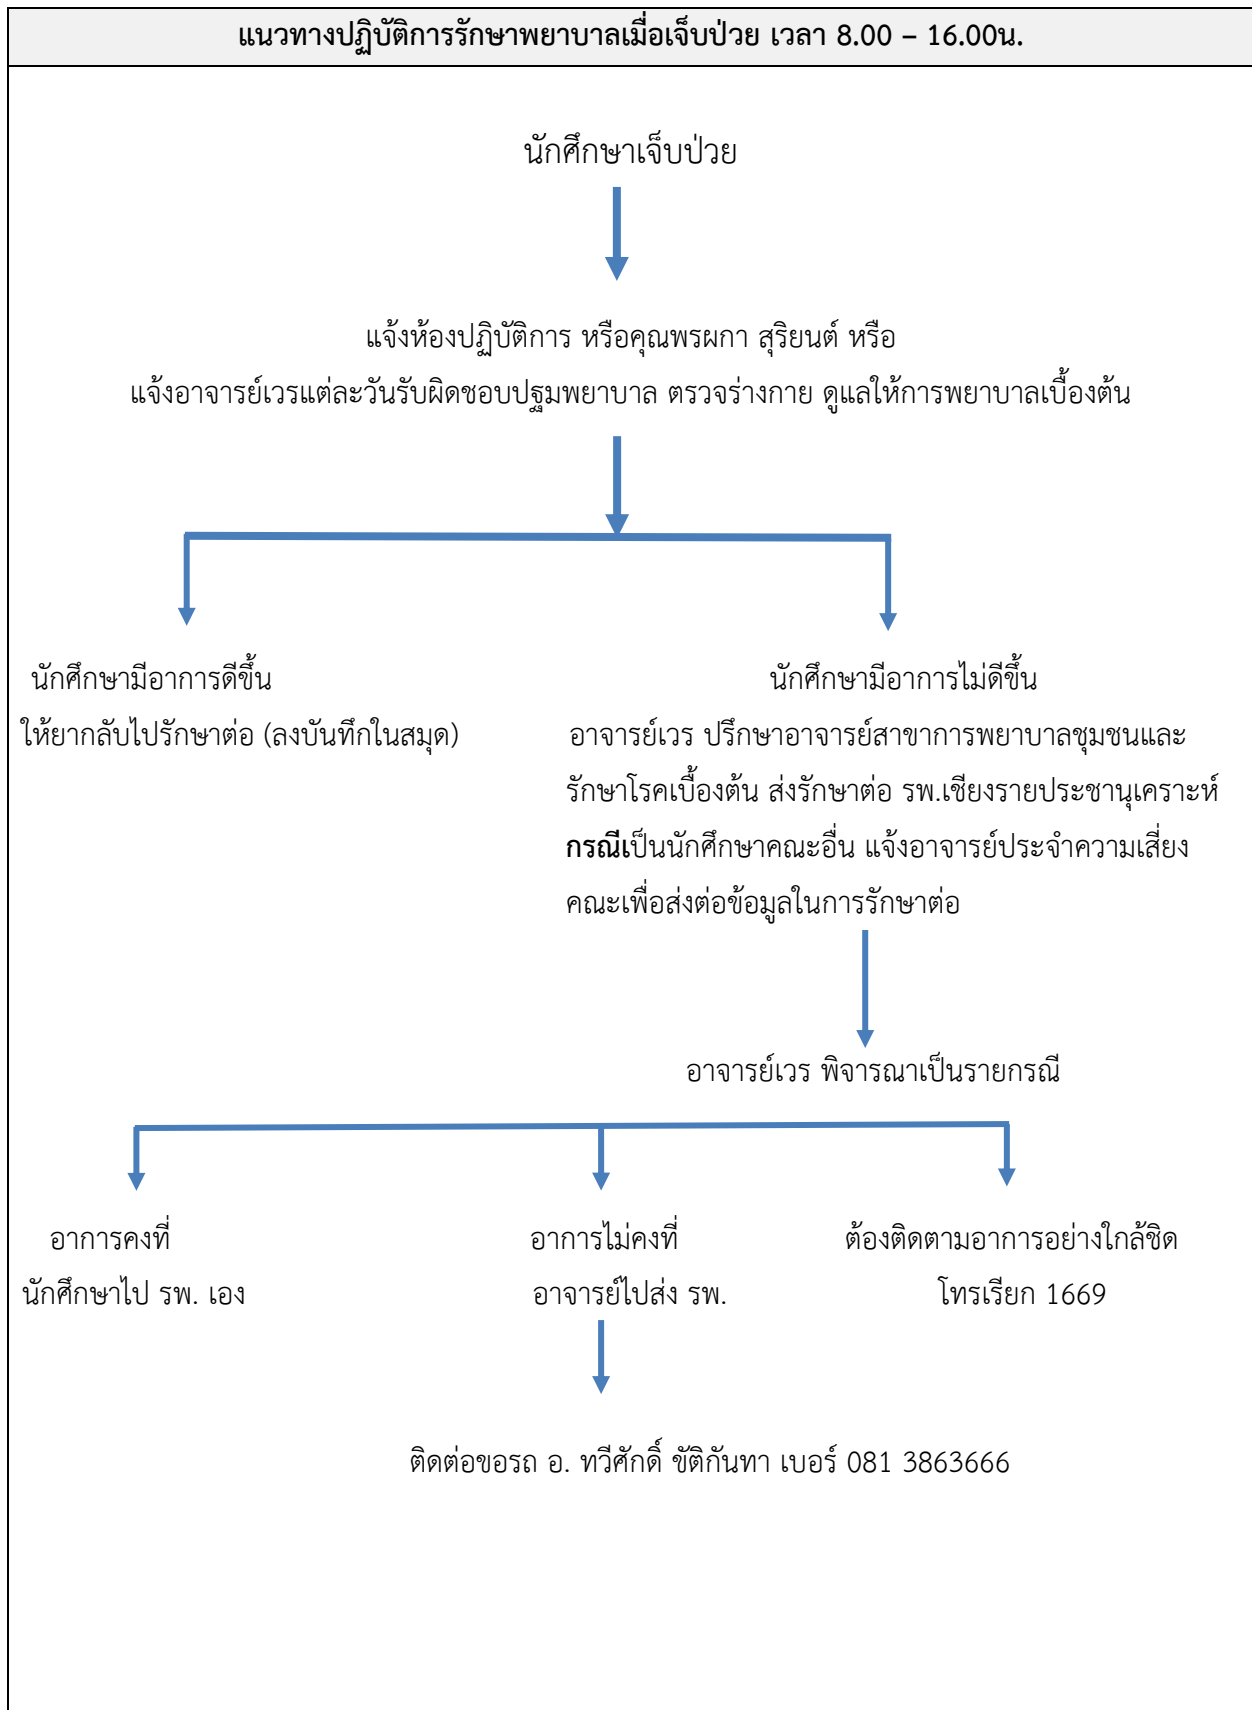 แนวทางปฏิบัติการรักษาพยาบาลเมื่อเจ็บป่วย เวลา 8.00 – 16.00น.
นักศึกษาเจ็บป่วย
แจ้งห้องปฏิบัติการ หรือคุณพรผกา สุริยนต์ หรือ
แจ้งอาจารย์เวรแต่ละวันรับผิดชอบปฐมพยาบาล ตรวจร่างกาย ดูแลให้การพยาบาลเบื้องต้น
นักศึกษามีอาการดีขึ้น
ให้ยากลับไปรักษาต่อ (ลงบันทึกในสมุด)
นักศึกษามีอาการไม่ดีขึ้น
อาจารย์เวร ปรึกษาอาจารย์สาขาการพยาบาลชุมชนและ
รักษาโรคเบื้องต้น ส่งรักษาต่อ รพ.เชียงรายประชานุเคราะห์
กรณีเป็นนักศึกษาคณะอื่น แจ้งอาจารย์ประจำความเสี่ยง
คณะเพื่อส่งต่อข้อมูลในการรักษาต่อ
อาจารย์เวร พิจารณาเป็นรายกรณี
อาการคงที่
นักศึกษาไป รพ. เอง
อาการไม่คงที่
อาจารย์ไปส่ง รพ.
ต้องติดตามอาการอย่างใกล้ชิด
โทรเรียก 1669
ติดต่อขอรถ อ. ทวีศักดิ์ ขัติกันทา เบอร์ 081 3863666